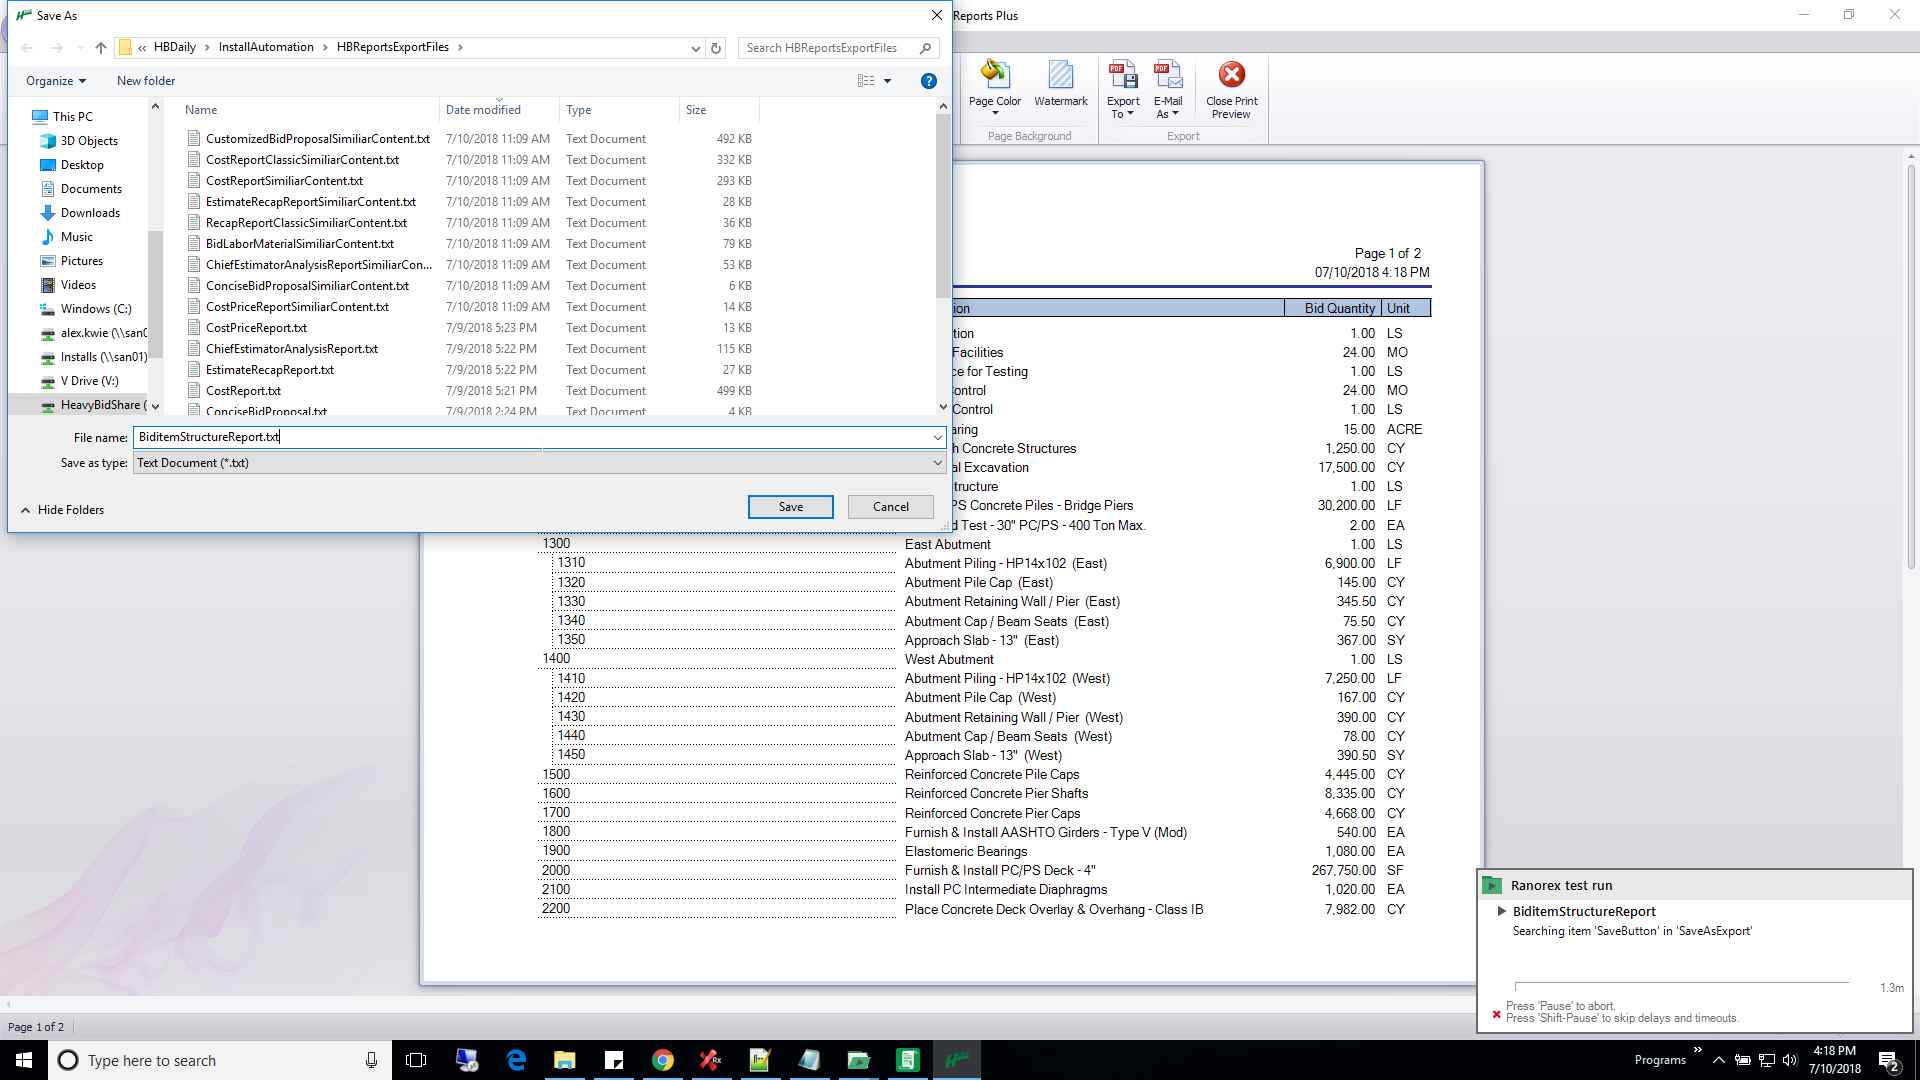 Save As
Reports Plus
« HBDaily > InstallAutomation > HBReportsExportFiles >
Search HBReportsExportFiles
Organize
New folder
Page Color
Watermark
Export To
E-Mail As
Close Print Preview
Page Background
Export
This PC
3D Objects
Desktop
Documents
Downloads
Music
Pictures
Videos
Windows (C:)
alex.kwie (\\san0
Installs (\\san01)
V Drive (V:)
HeavyBidShare (
Name Date modified Type Size
CustomizedBidProposalSimiliarContent.txt 7/10/2018 11:09 AM Text Document 492 KB
CostReportClassicSimiliarContent.txt 7/10/2018 11:09 AM Text Document 332 KB
CostReportSimiliarContent.txt 7/10/2018 11:09 AM Text Document 293 KB
EstimateRecapReportSimiliarContent.txt 7/10/2018 11:09 AM Text Document 28 KB
RecapReportClassicSimiliarContent.txt 7/10/2018 11:09 AM Text Document 36 KB
BidLaborMaterialSimiliarContent.txt 7/10/2018 11:09 AM Text Document 79 KB
ChiefEstimatorAnalysisReportSimiliarCon... 7/10/2018 11:09 AM Text Document 53 KB
ConciseBidProposalSimiliarContent.txt 7/10/2018 11:09 AM Text Document 6 KB
CostPriceReportSimiliarContent.txt 7/10/2018 11:09 AM Text Document 14 KB
CostPriceReport.txt 7/9/2018 5:23 PM Text Document 13 KB
ChiefEstimatorAnalysisReport.txt 7/9/2018 5:22 PM Text Document 115 KB
EstimateRecapReport.txt 7/9/2018 5:22 PM Text Document 27 KB
CostReport.txt 7/9/2018 5:21 PM Text Document 499 KB
ConciseBidProposal.txt 7/9/2018 2:24 PM Text Document 4 KB
File name: BiditemStructureReport.txt
Save as type: Text Document (*.txt)
Hide Folders
Save
Cancel
Page 1 of 2
07/10/2018 4:18 PM
ion Bid Quantity Unit
tion 1.00 LS
Facilities 24.00 MO
ce for Testing 1.00 LS
ontrol 24.00 MO
Control 1.00 LS
aring 15.00 ACRE
h Concrete Structures 1,250.00 CY
al Excavation 17,500.00 CY
tructure 1.00 LS
PS Concrete Piles - Bridge Piers 30,200.00 LF
d Test - 30" PC/PS - 400 Ton Max. 2.00 EA
1300 East Abutment 1.00 LS
1310 Abutment Piling - HP14x102 (East) 6,900.00 LF
1320 Abutment Pile Cap (East) 145.00 CY
1330 Abutment Retaining Wall / Pier (East) 345.50 CY
1340 Abutment Cap / Beam Seats (East) 75.50 CY
1350 Approach Slab - 13" (East) 367.00 SY
1400 West Abutment 1.00 LS
1410 Abutment Piling - HP14x102 (West) 7,250.00 LF
1420 Abutment Pile Cap (West) 167.00 CY
1430 Abutment Retaining Wall / Pier (West) 390.00 CY
1440 Abutment Cap / Beam Seats (West) 78.00 CY
1450 Approach Slab - 13" (West) 390.50 SY
1500 Reinforced Concrete Pile Caps 4,445.00 CY
1600 Reinforced Concrete Pier Shafts 8,335.00 CY
1700 Reinforced Concrete Pier Caps 4,668.00 CY
1800 Furnish & Install AASHTO Girders - Type V (Mod) 540.00 EA
1900 Elastomeric Bearings 1,080.00 EA
2000 Furnish & Install PC/PS Deck - 4" 267,750.00 SF
2100 Install PC Intermediate Diaphragms 1,020.00 EA
2200 Place Concrete Deck Overlay & Overhang - Class IB 7,982.00 CY
Ranorex test run
BiditemStructureReport
Searching item 'SaveButton' in 'SaveAsExport'
1.3m
Press 'Pause' to abort.
Press 'Shift-Pause' to skip delays and timeouts.
Page 1 of 2
Type here to search
Programs
4:18 PM
7/10/2018
2